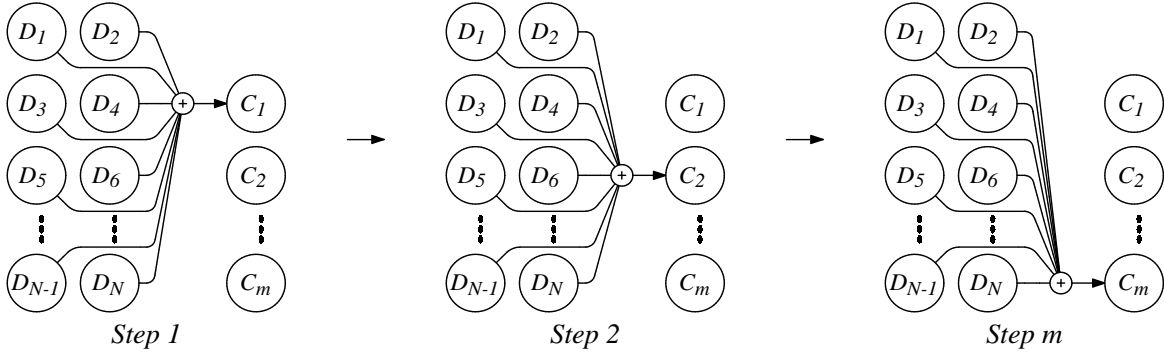 D1 D2 D1 D2 D1 D2
+ C1 C1 C1
D3 D4 D3 D4 D3 D4
D5 D6 C2 D5 D6 + C2 D5 D6 C2
DN-1 DN Cm DN-1 DN Cm DN-1 DN + Cm
Step 1 Step 2 Step m